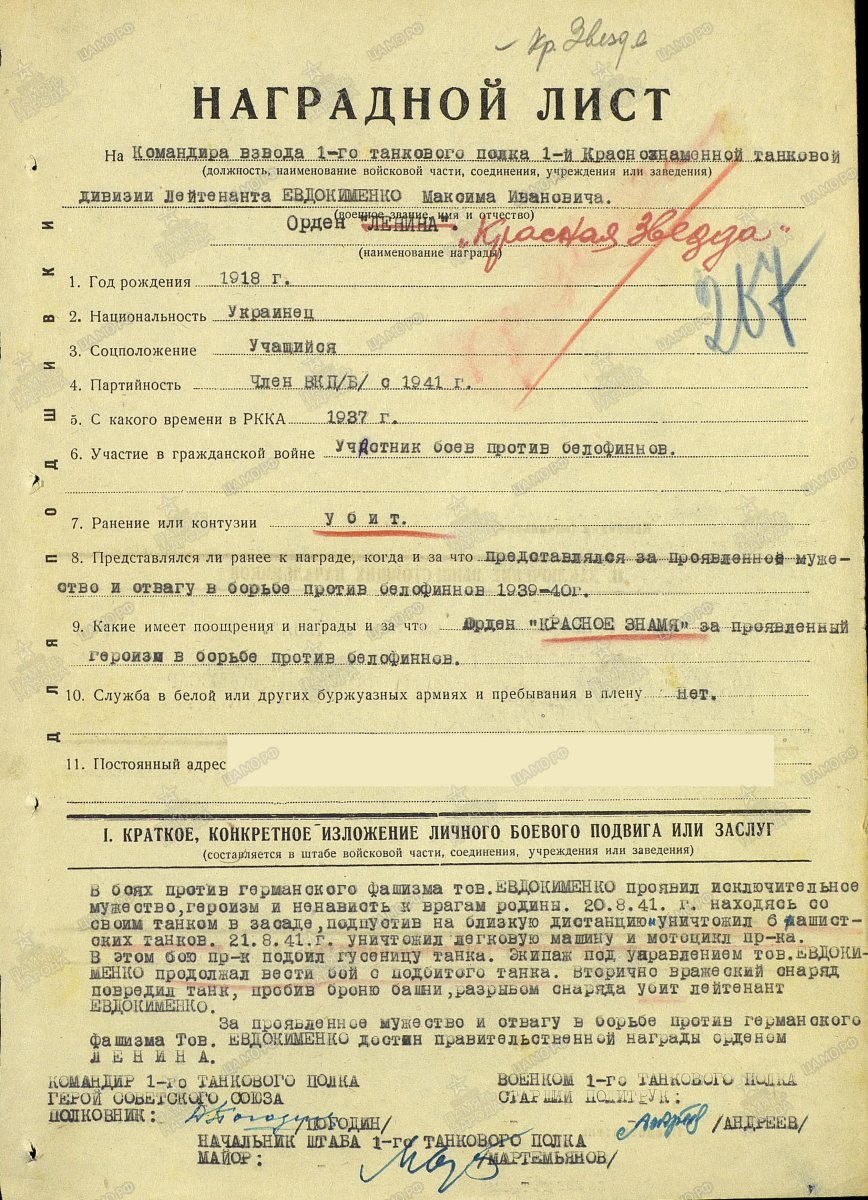 – Кр. Звезда
НАГРАДНОЙ ЛИСТ
На Командира взвода 1-го танкового полка 1-й Краснознаменной танковой
(должность, наименование войсковой части, соединения, учреждения или заведения)
дивизии Лейтенанта ЕВДОКИМЕНКО Максима Ивановича.
(военное звание, имя и отчество)
Орден "ЛЕНИНА". "Красная Звезда"
(наименование награды)
267
1. Год рождения 1918 г.
2. Национальность Украинец
3. Соцположение Учащийся
4. Партийность Член ВКП/Б/ с 1941 г.
5. С какого времени в РККА 1937 г.
6. Участие в гражданской войне Участник боев против белофиннов.
7. Ранение или контузии убит.
8. Представлялся ли ранее к награде, когда и за что представлялся за проявленной муже-
ство и отвагу в борьбе против белофиннов 1939-40г.
9. Какие имеет поощрения и награды и за что Орден "КРАСНОЕ ЗНАМЯ" за проявленный
героизм в борьбе против белофиннов.
10. Служба в белой или других буржуазных армиях и пребывания в плену нет.
11. Постоянный адрес
ДЛЯ ПОДШИВКИ
I. КРАТКОЕ, КОНКРЕТНОЕ ИЗЛОЖЕНИЕ ЛИЧНОГО БОЕВОГО ПОДВИГА ИЛИ ЗАСЛУГ
(составляется в штабе войсковой части, соединения, учреждения или заведения)
В боях против германского фашизма тов.ЕВДОКИМЕНКО проявил исключительное
мужество,героизм и ненависть к врагам родины. 20.8.41. г. находясь со
своим танком в засаде,подпустив на близкую дистанцию уничтожил 6 фашист-
ских танков. 21.8.41.г. уничтожил легковую машину и мотоцикл пр-ка.
В этом бою пр-к подбил гусеницу танка. Экипаж под управлением тов.ЕВДОКИ-
МЕНКО продолжал вести бой с подбитого танка. Вторично вражеский снаряд
повредил танк, пробив броню башни,разрывом снаряда убит лейтенант
ЕВДОКИМЕНКО.
За проявленное мужество и отвагу в борьбе против германского
фашизма Тов. ЕВДОКИМЕНКО достин правительственной награды орденом
ЛЕНИНА.
КОМАНДИР 1-го ТАНКОВОГО ПОЛКА
ГЕРОЙ СОВЕТСКОГО СОЮЗА
ПОЛКОВНИК: /ПОГОДИН/
ВОЕНКОМ 1-го ТАНКОВОГО ПОЛКА
СТАРШИЙ ПОЛИТРУК:
/АНДРЕЕВ/
НАЧАЛЬНИК ШТАБА 1-го ТАНКОВОГО ПОЛКА
МАЙОР: /МАРТЕМЬЯНОВ/
ЦАМО.РФ